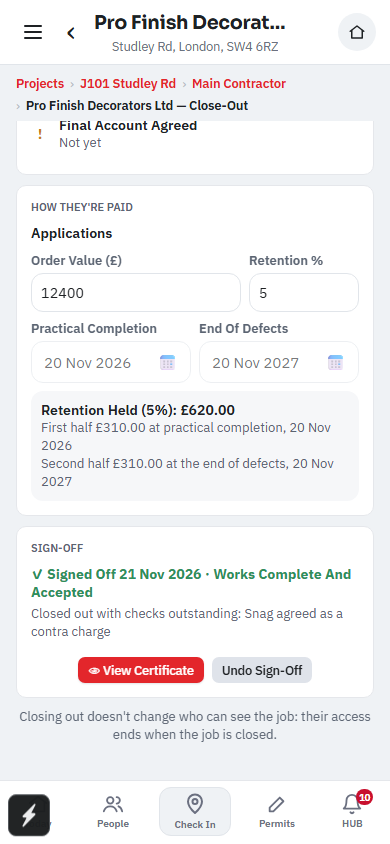 Pro Finish Decorat...
Studley Rd, London, SW4 6RZ
Projects › J101 Studley Rd › Main Contractor
› Pro Finish Decorators Ltd — Close-Out
! Final Account Agreed
Not yet
HOW THEY'RE PAID
Applications
Order Value (£) Retention %
12400 5
Practical Completion End Of Defects
20 Nov 2026 20 Nov 2027
Retention Held (5%): £620.00
First half £310.00 at practical completion, 20 Nov
2026
Second half £310.00 at the end of defects, 20 Nov
2027
SIGN-OFF
✓ Signed Off 21 Nov 2026 · Works Complete And
Accepted
Closed out with checks outstanding: Snag agreed as a
contra charge
View Certificate Undo Sign-Off
Closing out doesn't change who can see the job: their access
ends when the job is closed.
People Check In Permits HUB
10